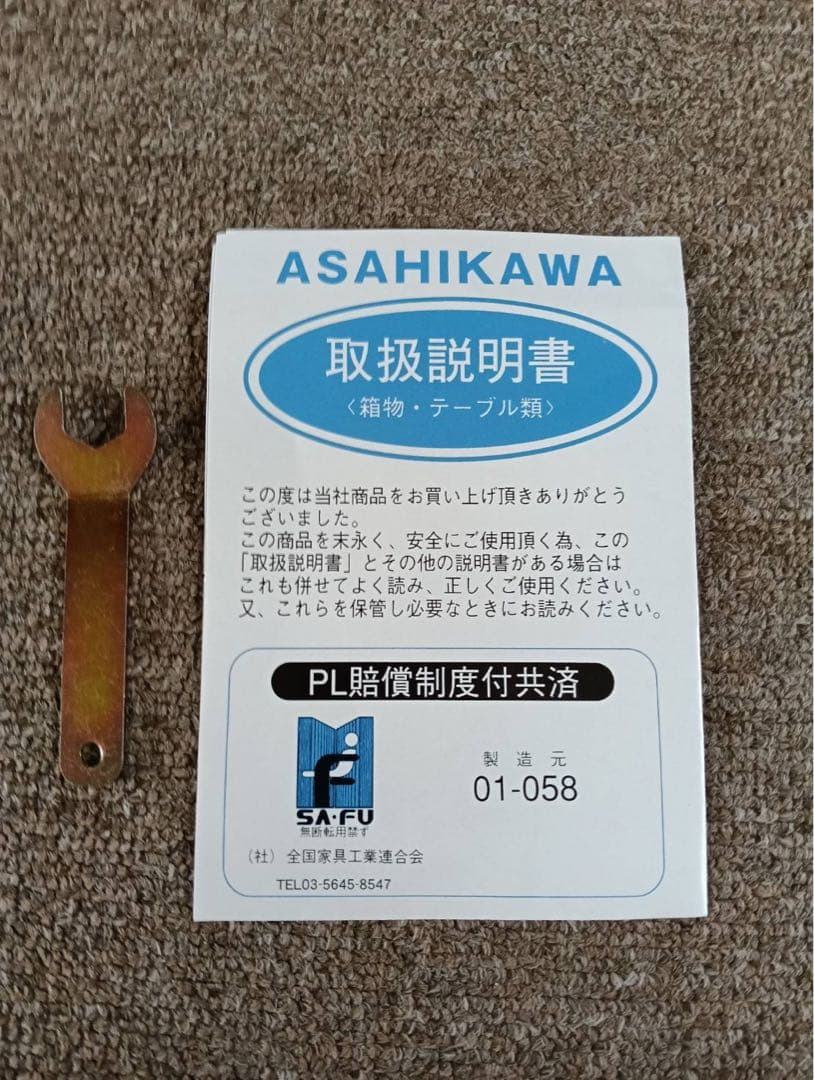 ASAHIKAWA
取扱説明書
〈箱物・テーブル類〉
この度は当社商品をお買い上げ頂きありがとう
ございました。
この商品を末永く、安全にご使用頂く為、この
「取扱説明書」とその他の説明書がある場合は
これも併せてよく読み、正しくご使用ください。
又、これらを保管し必要なときにお読みください。
PL賠償制度付共済
SA・FU
無断転用禁ず
製造元
01-058
（社）全国家具工業連合会
TEL03-5645-8547